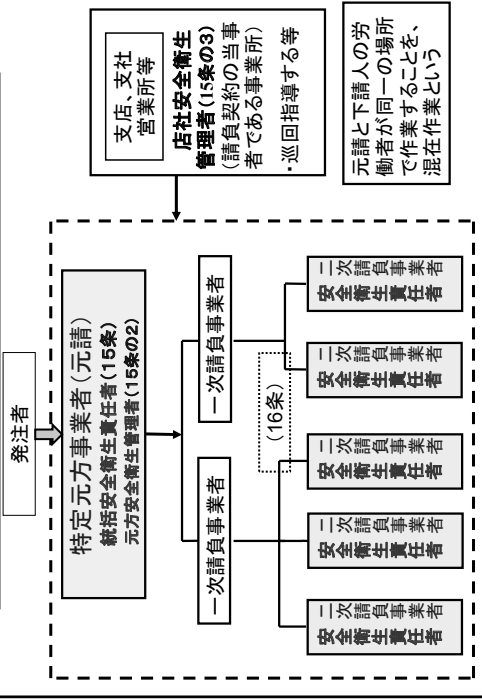 発注者
特定元方事業者(元請)
統括安全衛生責任者(15条)
元方安全衛生管理者(15条の2)
支店、支社
営業所等
店社安全衛生
管理者(15条の3)
(請負契約の当事
者である事業所)
・巡回指導する等
一次請負事業者
一次請負事業者
(16条)
二次請負事業者
安全衛生責任者
二次請負事業者
安全衛生責任者
二次請負事業者
安全衛生責任者
二次請負事業者
安全衛生責任者
二次請負事業者
安全衛生責任者
元請と下請人の労
働者が同一の場所
で作業することを、
混在作業という